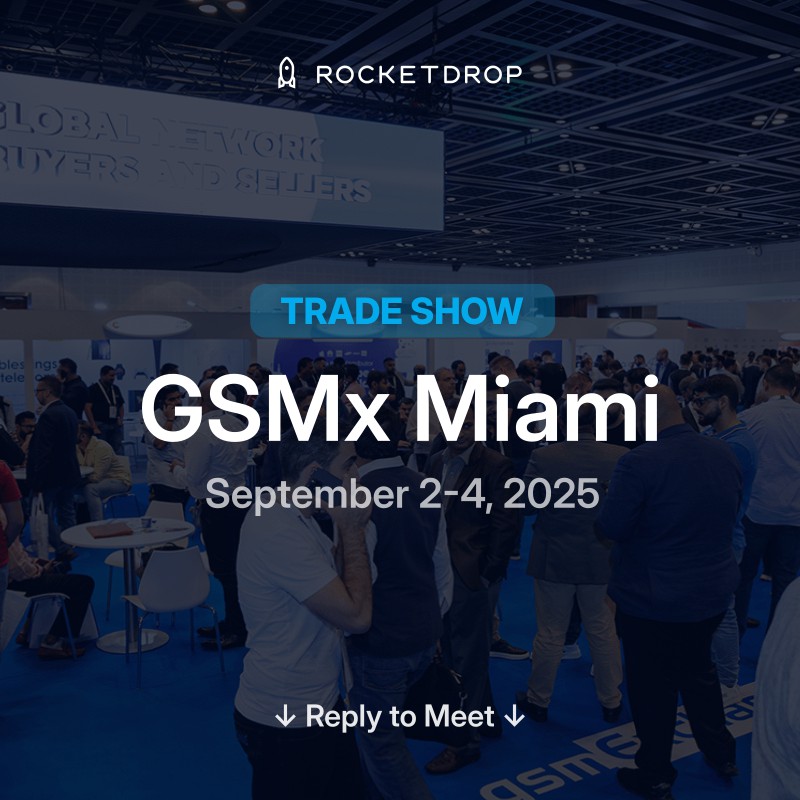 ROCKETDROP
GLOBAL NETWORK
BUYERS AND SELLERS
TRADE SHOW
GSMx Miami
September 2-4, 2025
↓ Reply to Meet ↓